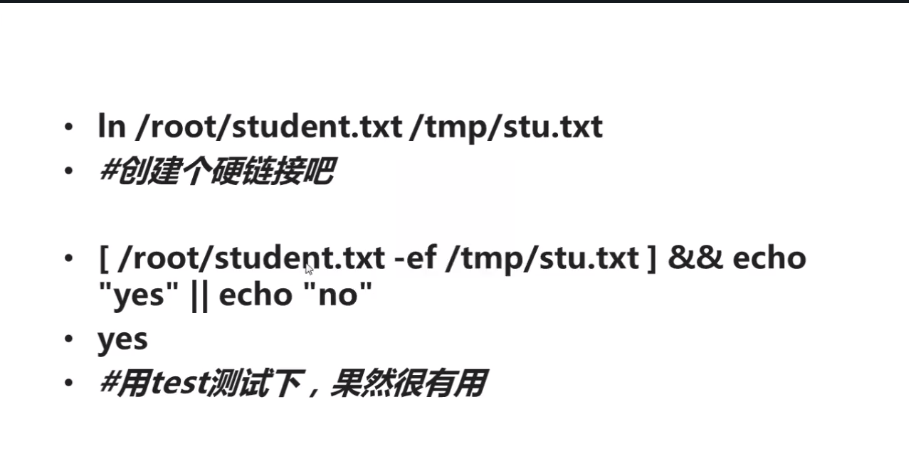 • ln /root/student.txt /tmp/stu.txt
• #创建个硬链接吧
• [ /root/student.txt -ef /tmp/stu.txt ] && echo
"yes" || echo "no"
• yes
• #用test测试下，果然很有用